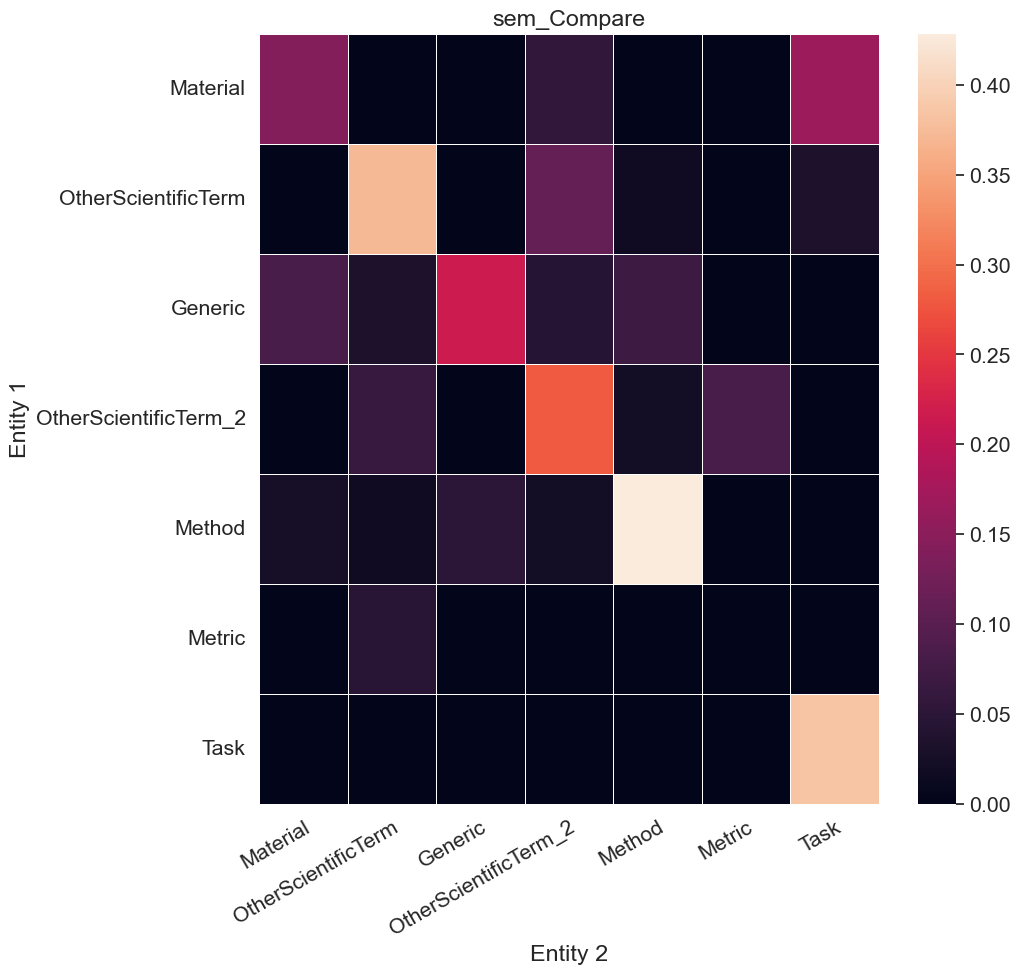 sem_Compare
Material
OtherScientificTerm
Generic
OtherScientificTerm_2
Method
Metric
Task
Entity 1
Material
OtherScientificTerm
Generic
OtherScientificTerm_2
Method
Metric
Task
Entity 2
0.40
0.35
0.30
0.25
0.20
0.15
0.10
0.05
0.00